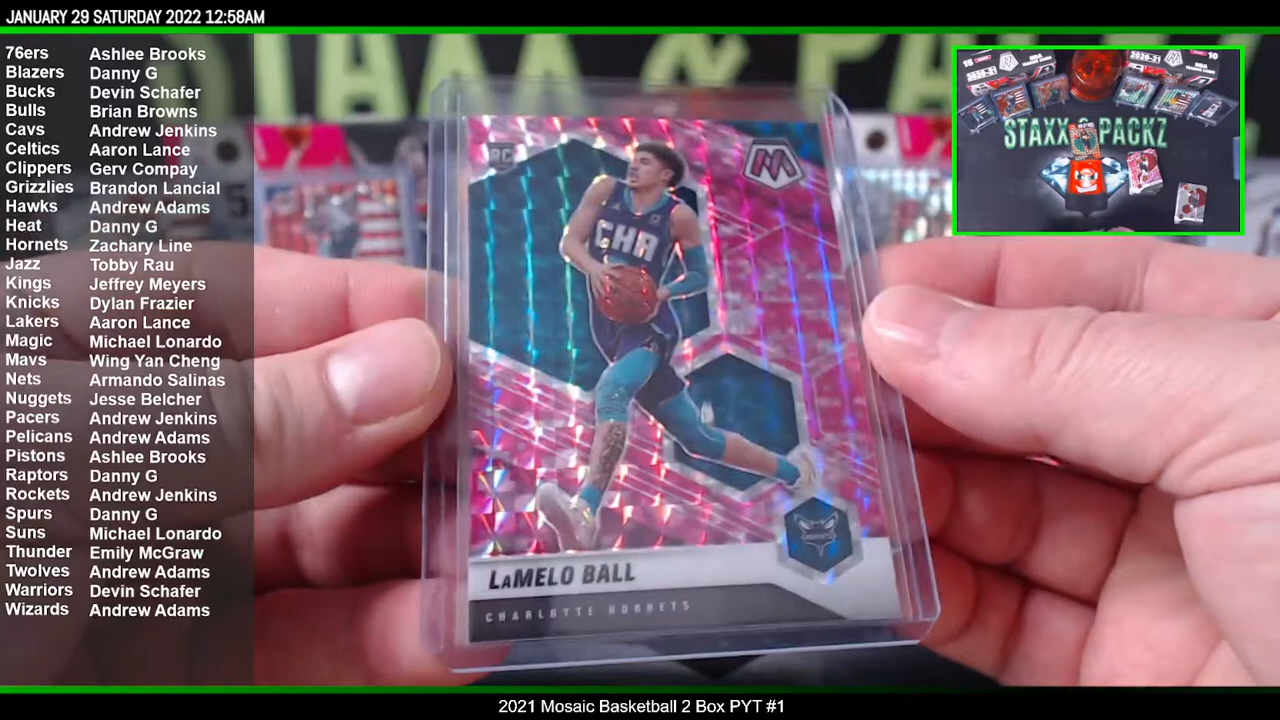 JANUARY 29 SATURDAY 2022 12:58AM
76ers Ashlee Brooks
Blazers Danny G
Bucks Devin Schafer
Bulls Brian Browns
Cavs Andrew Jenkins
Celtics Aaron Lance
Clippers Gerv Compay
Grizzlies Brandon Lancial
Hawks Andrew Adams
Heat Danny G
Hornets Zachary Line
Jazz Tobby Rau
Kings Jeffrey Meyers
Knicks Dylan Frazier
Lakers Aaron Lance
Magic Michael Lonardo
Mavs Wing Yan Cheng
Nets Armando Salinas
Nuggets Jesse Belcher
Pacers Andrew Jenkins
Pelicans Andrew Adams
Pistons Ashlee Brooks
Raptors Danny G
Rockets Andrew Jenkins
Spurs Danny G
Suns Michael Lonardo
Thunder Emily McGraw
Twolves Andrew Adams
Warriors Devin Schafer
Wizards Andrew Adams
RC
CHA
LaMELO BALL
CHARLOTTE HORNETS
2020-21
2020-21
STAXX & PACKZ
2021 Mosaic Basketball 2 Box PYT #1